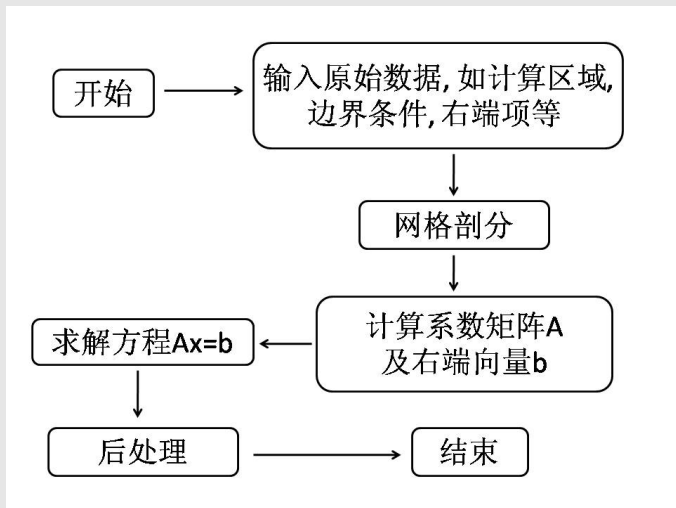 开始
输入原始数据, 如计算区域,
边界条件, 右端项等
网格剖分
计算系数矩阵A
及右端向量b
求解方程Ax=b
后处理
结束